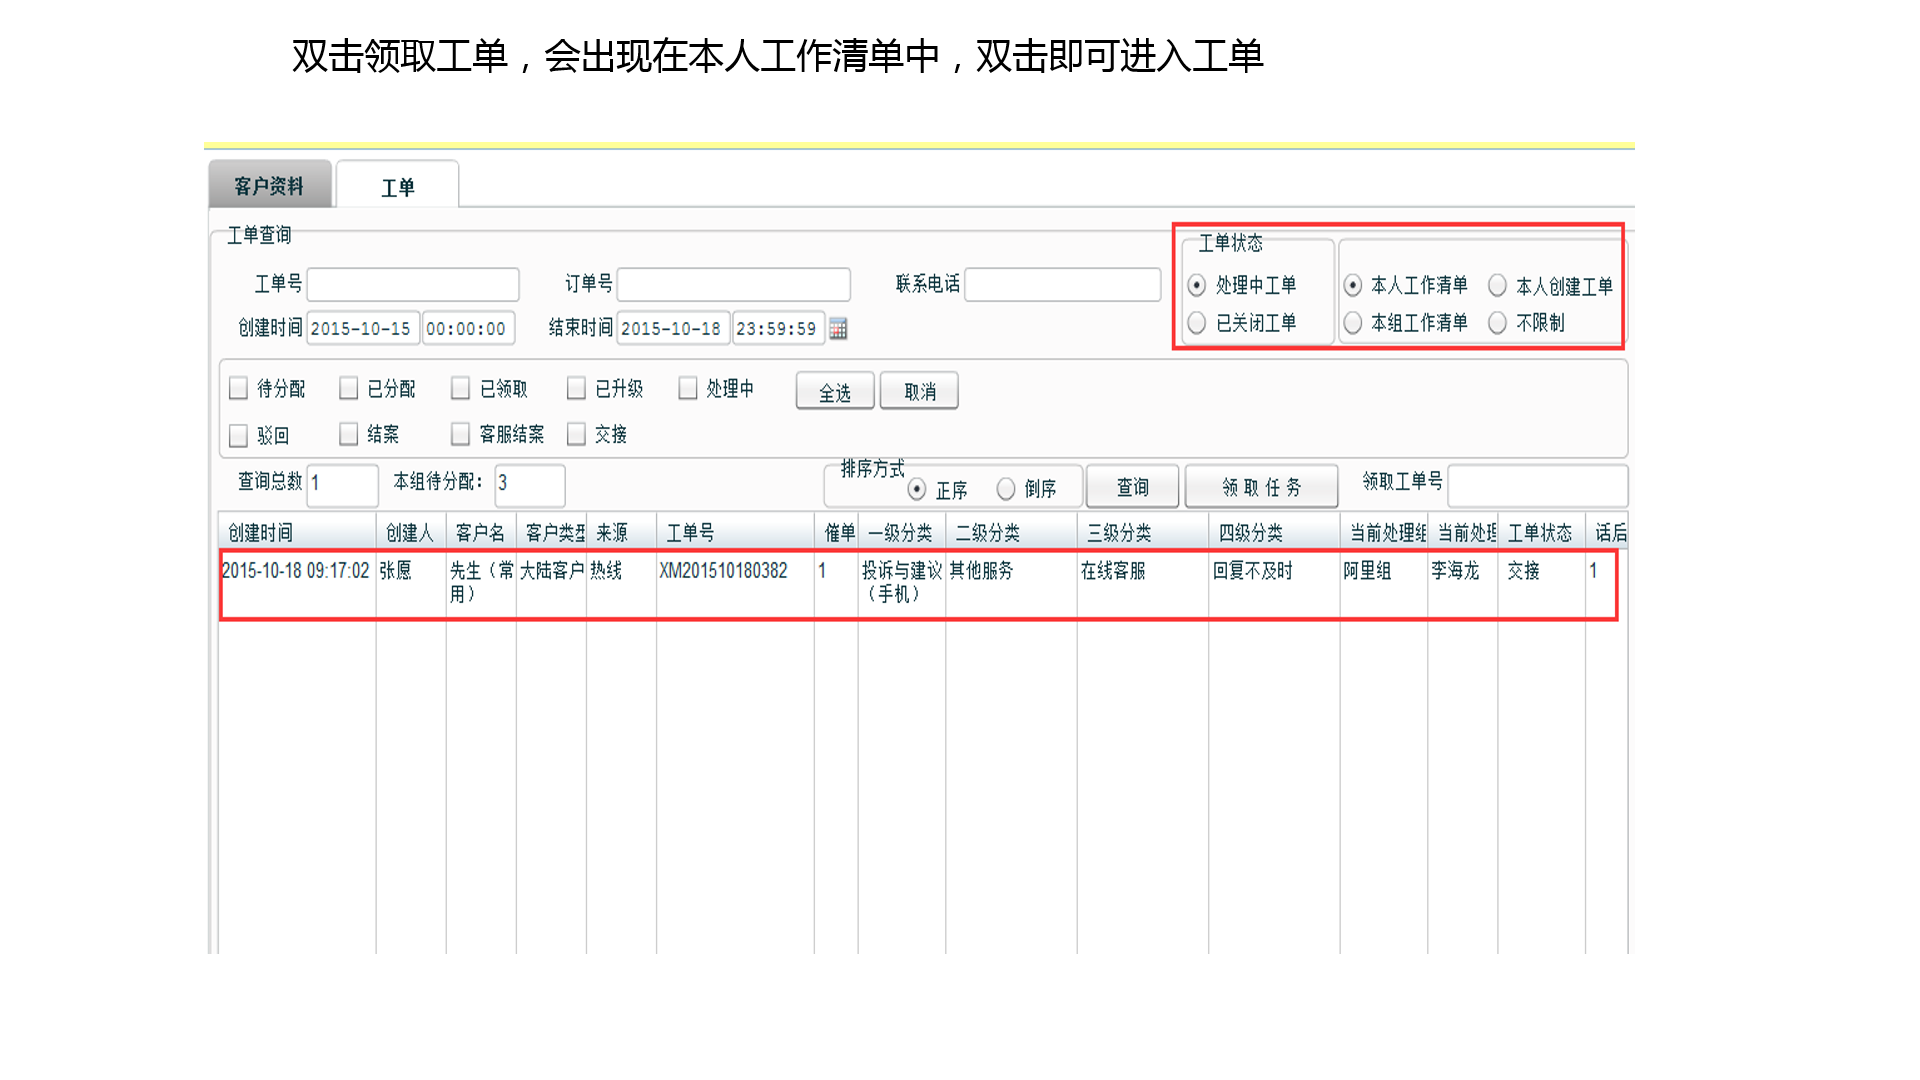 双击领取工单，会出现在本人工作清单中，双击即可进入工单
客户资料 工单
工单查询 工单状态
工单号 订单号 联系电话 处理中工单 本人工作清单 本人创建工单
创建时间 2015-10-15 00:00:00 结束时间 2015-10-18 23:59:59 已关闭工单 本组工作清单 不限制
待分配 已分配 已领取 已升级 处理中 全选 取消
驳回 结案 客服结案 交接
查询总数 1 本组待分配： 3 排序方式 正序 倒序 查询 领取任务 领取工单号
创建时间 创建人 客户名 客户类型 来源 工单号 催单 一级分类 二级分类 三级分类 四级分类 当前处理组 当前处理 工单状态 话后
2015-10-18 09:17:02 张愿 先生（常 大陆客户 热线 XM201510180382 1 投诉与建议 其他服务 在线客服 回复不及时 阿里组 李海龙 交接 1
用） （手机）